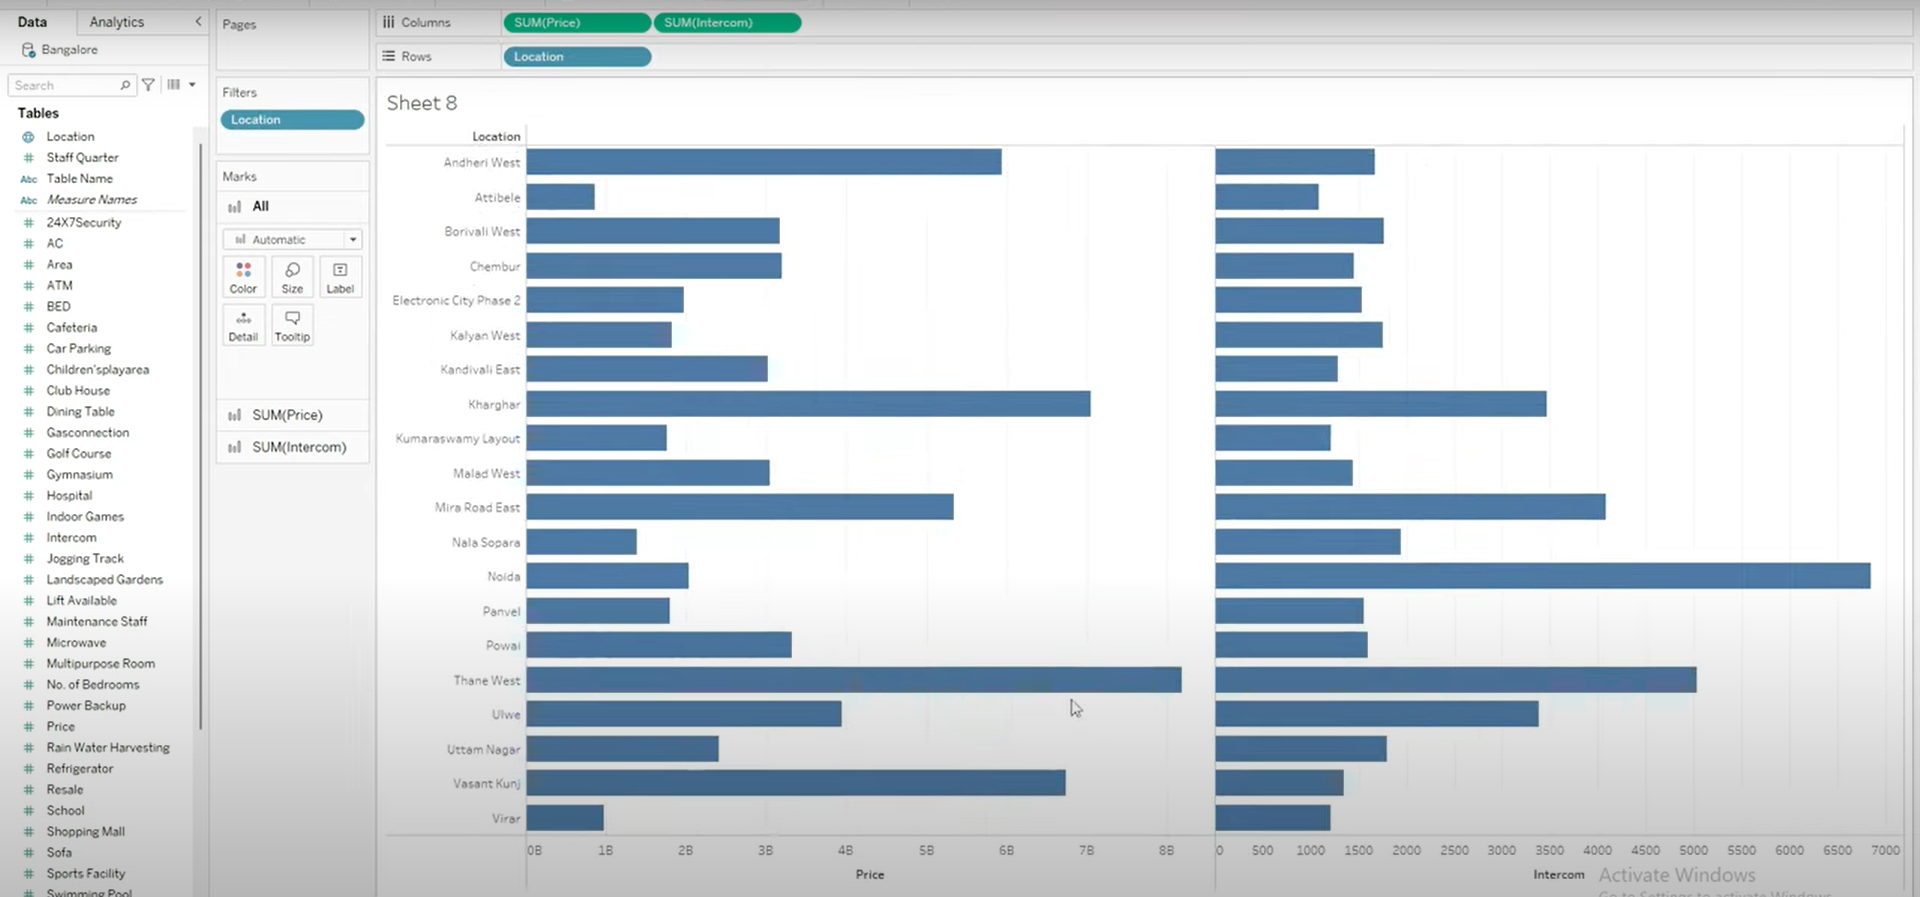 Data Analytics
Bangalore
Search
Tables
Location
Staff Quarter
Abc Table Name
Abc Measure Names
24X7Security
AC
Area
ATM
BED
Cafeteria
Car Parking
Children'splayarea
Club House
Dining Table
Gasconnection
Golf Course
Gymnasium
Hospital
Indoor Games
Intercom
Jogging Track
Landscaped Gardens
Lift Available
Maintenance Staff
Microwave
Multipurpose Room
No. of Bedrooms
Power Backup
Price
Rain Water Harvesting
Refrigerator
Resale
School
Shopping Mall
Sofa
Sports Facility
Swimming Pool
Pages
Filters
Location
Marks
All
Automatic
Color Size Label
Detail Tooltip
SUM(Price)
SUM(Intercom)
Columns SUM(Price) SUM(Intercom)
Rows Location
Sheet 8
Location
Andheri West
Attibele
Borivali West
Chembur
Electronic City Phase 2
Kalyan West
Kandivali East
Kharghar
Kumaraswamy Layout
Malad West
Mira Road East
Nala Sopara
Noida
Panvel
Powai
Thane West
Ulwe
Uttam Nagar
Vasant Kunj
Virar
0B 1B 2B 3B 4B 5B 6B 7B 8B
Price
0 500 1000 1500 2000 2500 3000 3500 4000 4500 5000 5500 6000 6500 7000
Intercom
Activate Windows
Go to Settings to activate Windows.